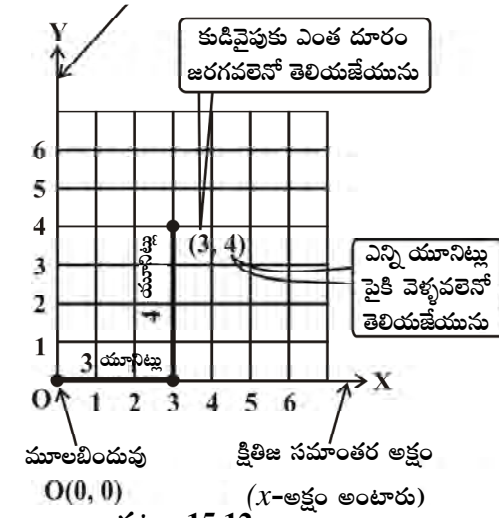 Y
కుడివైపుకు ఎంత దూరం
జరగవలెనో తెలియజేయును
6
5
4
3
2
1
(3, 4)
4 యూనిట్లు
ఎన్ని యూనిట్లు
పైకి వెళ్ళవలెనో
తెలియజేయును
3 యూనిట్లు
X
O 1 2 3 4 5 6
మూలబిందువు
O(0, 0)
క్షితిజ సమాంతర అక్షం
(x-అక్షం అంటారు)